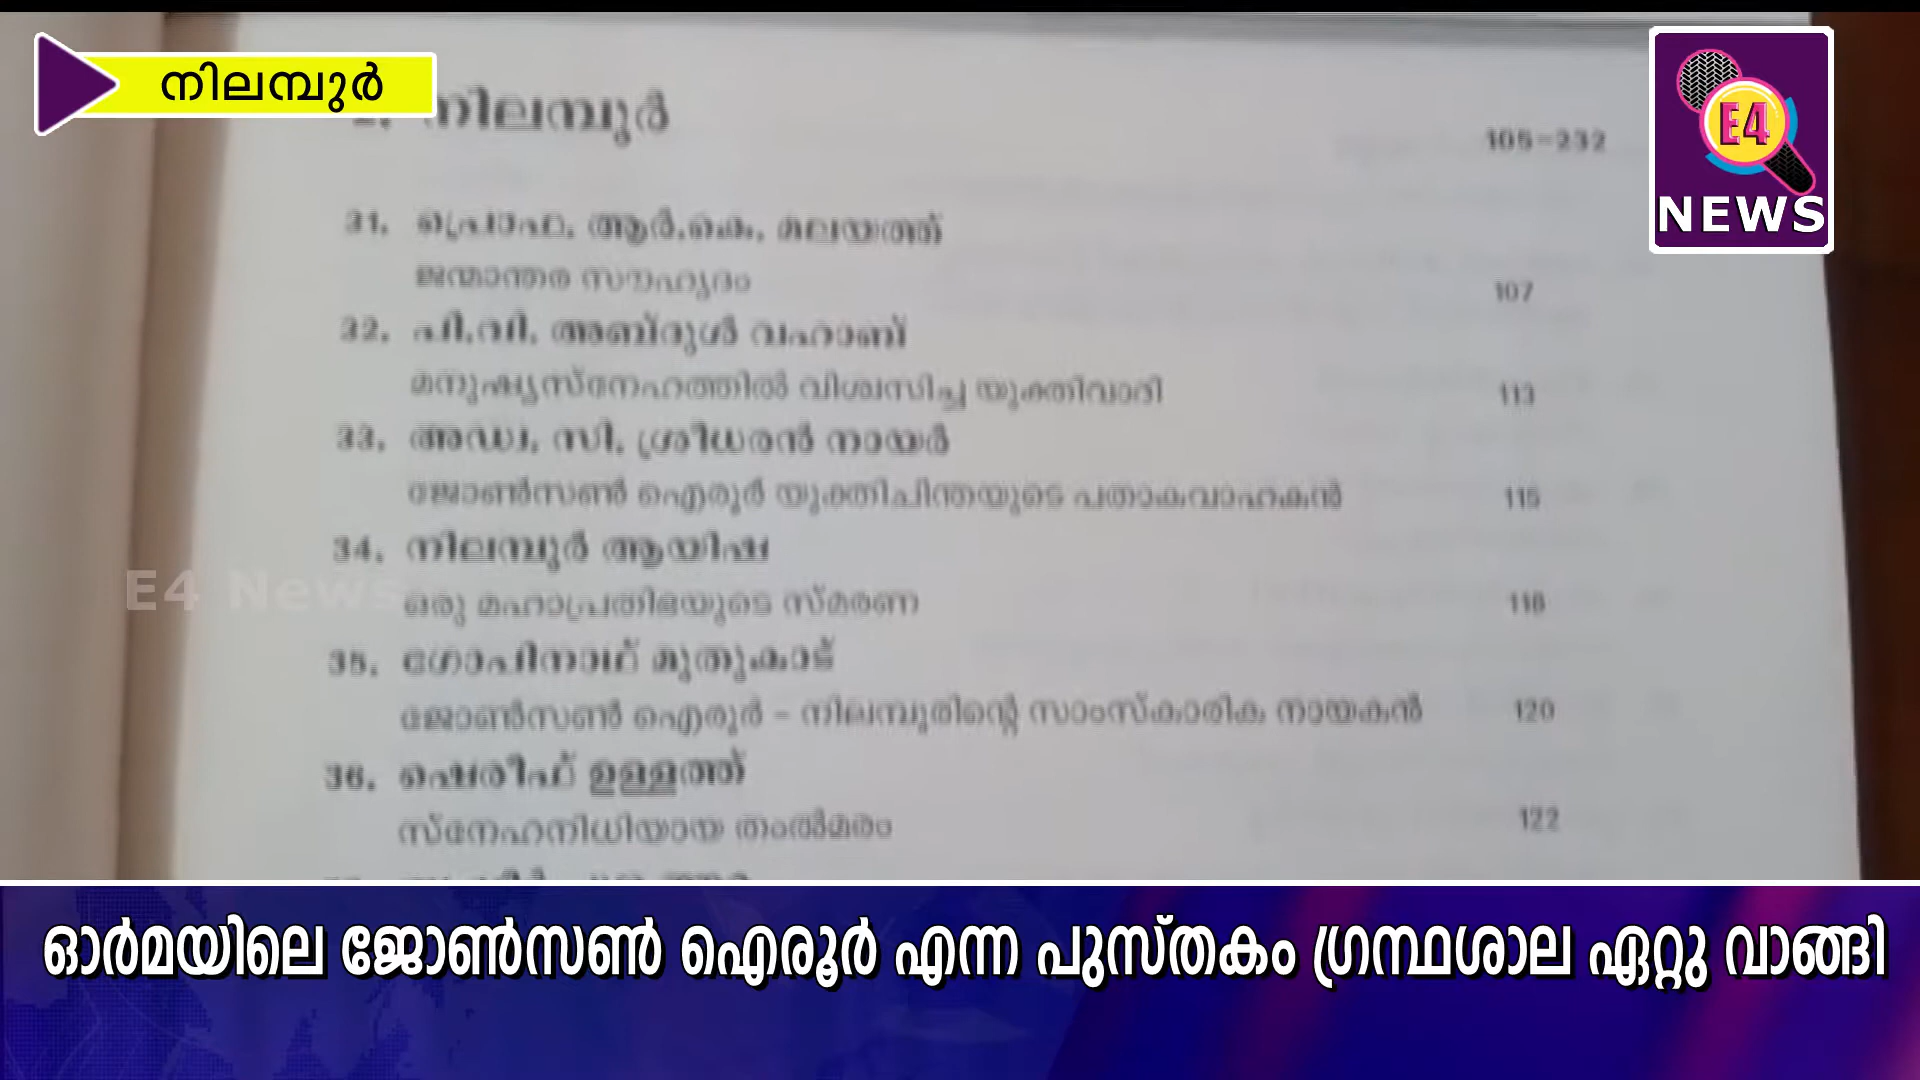 നിലമ്പൂർ
E4
NEWS
2. നിലമ്പൂർ 105-232
31. പ്രൊഫ. ആർ.കെ. മലയത്ത്
ജന്മാന്തര സൗഹൃദം 107
32. പി.വി. അബ്ദുൾ വഹാബ്
മനുഷ്യസ്നേഹത്തിൽ വിശ്വസിച്ച യുക്തിവാദി 113
33. അഡ്വ. സി. ശ്രീധരൻ നായർ
ജോൺസൺ ഐരൂർ യുക്തിചിന്തയുടെ പതാകവാഹകൻ 115
34. നിലമ്പൂർ ആയിഷ
E4 News
ഒരു മഹാപ്രതിഭയുടെ സ്മരണ 118
35. ഗോപിനാഥ് മുതുകാട്
ജോൺസൺ ഐരൂർ - നിലമ്പൂരിന്റെ സാംസ്കാരിക നായകൻ 120
36. ഷെരീഫ് ഉള്ളത്ത്
സ്നേഹനിധിയായ തണൽമരം 122
ഓർമയിലെ ജോൺസൺ ഐരൂർ എന്ന പുസ്തകം ഗ്രന്ഥശാല ഏറ്റു വാങ്ങി